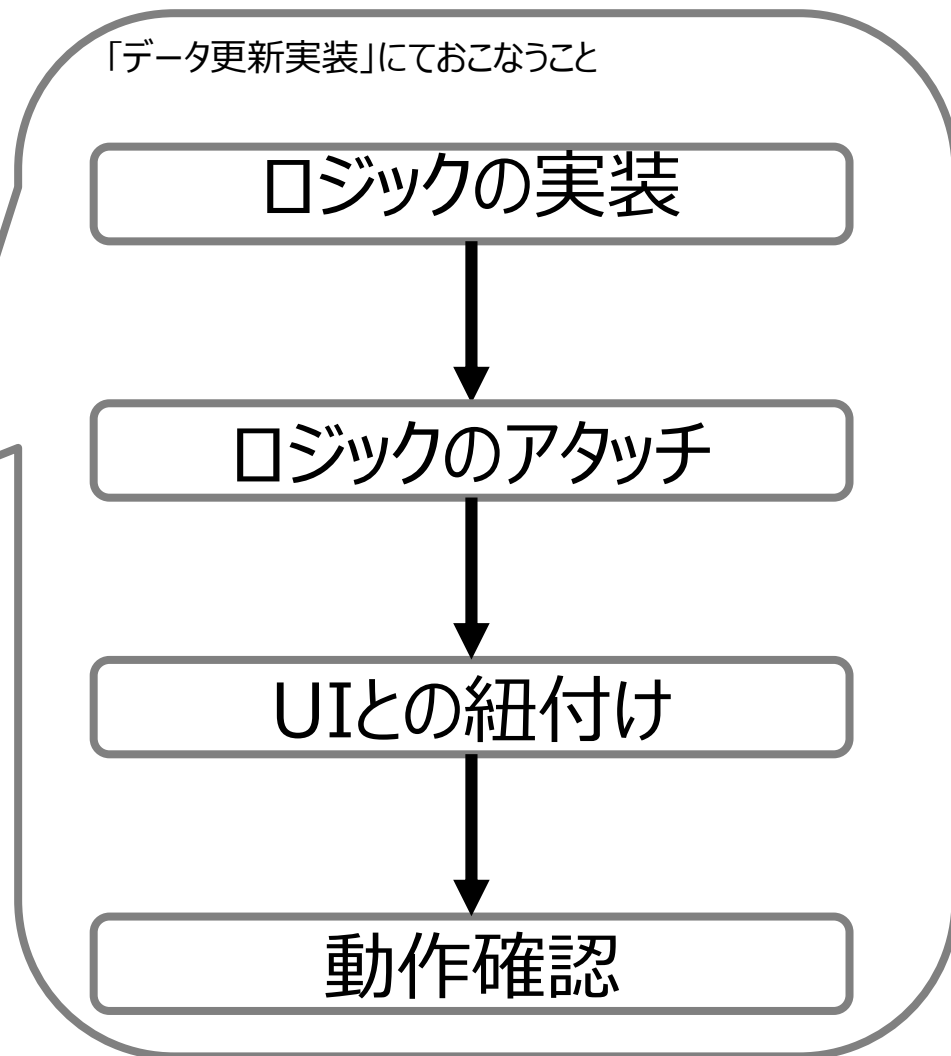 「データ更新実装」にておこなうこと
ロジックの実装
ロジックのアタッチ
UIとの紐付け
動作確認